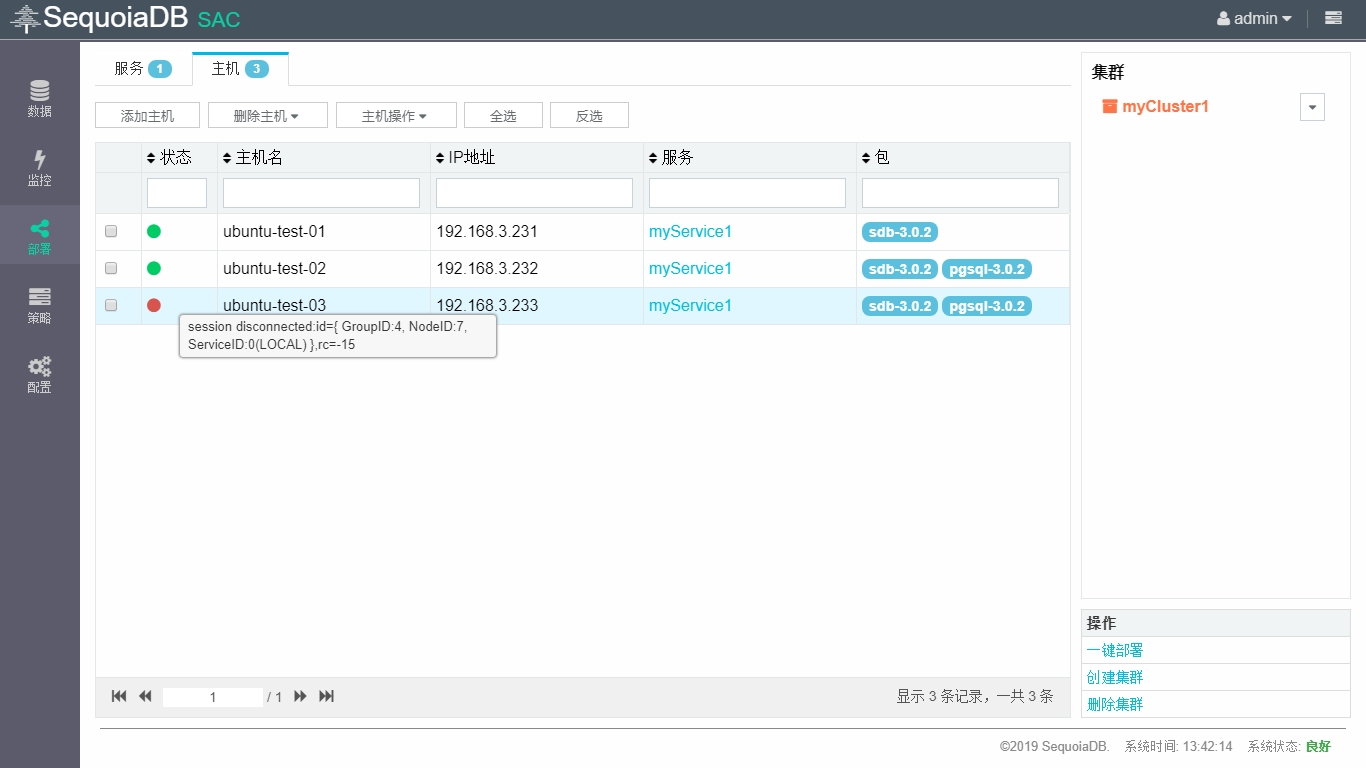 SequoiaDB SAC
admin
数据
监控
部署
策略
配置
服务 1
主机 3
添加主机 删除主机 主机操作 全选 反选
状态 主机名 IP地址 服务 包
ubuntu-test-01 192.168.3.231 myService1 sdb-3.0.2
ubuntu-test-02 192.168.3.232 myService1 sdb-3.0.2 pgsql-3.0.2
ubuntu-test-03 192.168.3.233 myService1 sdb-3.0.2 pgsql-3.0.2
session disconnected:id={ GroupID:4, NodeID:7,
ServiceID:0(LOCAL) },rc=-15
1 / 1
显示 3 条记录，一共 3 条
集群
myCluster1
操作
一键部署
创建集群
删除集群
©2019 SequoiaDB. 系统时间: 13:42:14 系统状态: 良好